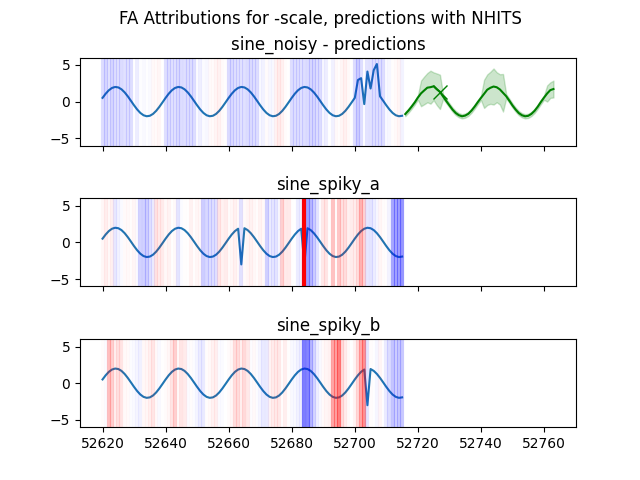 FA Attributions for -scale, predictions with NHITS
sine_noisy - predictions
5
0
−5
sine_spiky_a
5
0
−5
sine_spiky_b
5
0
−5
52620 52640 52660 52680 52700 52720 52740 52760